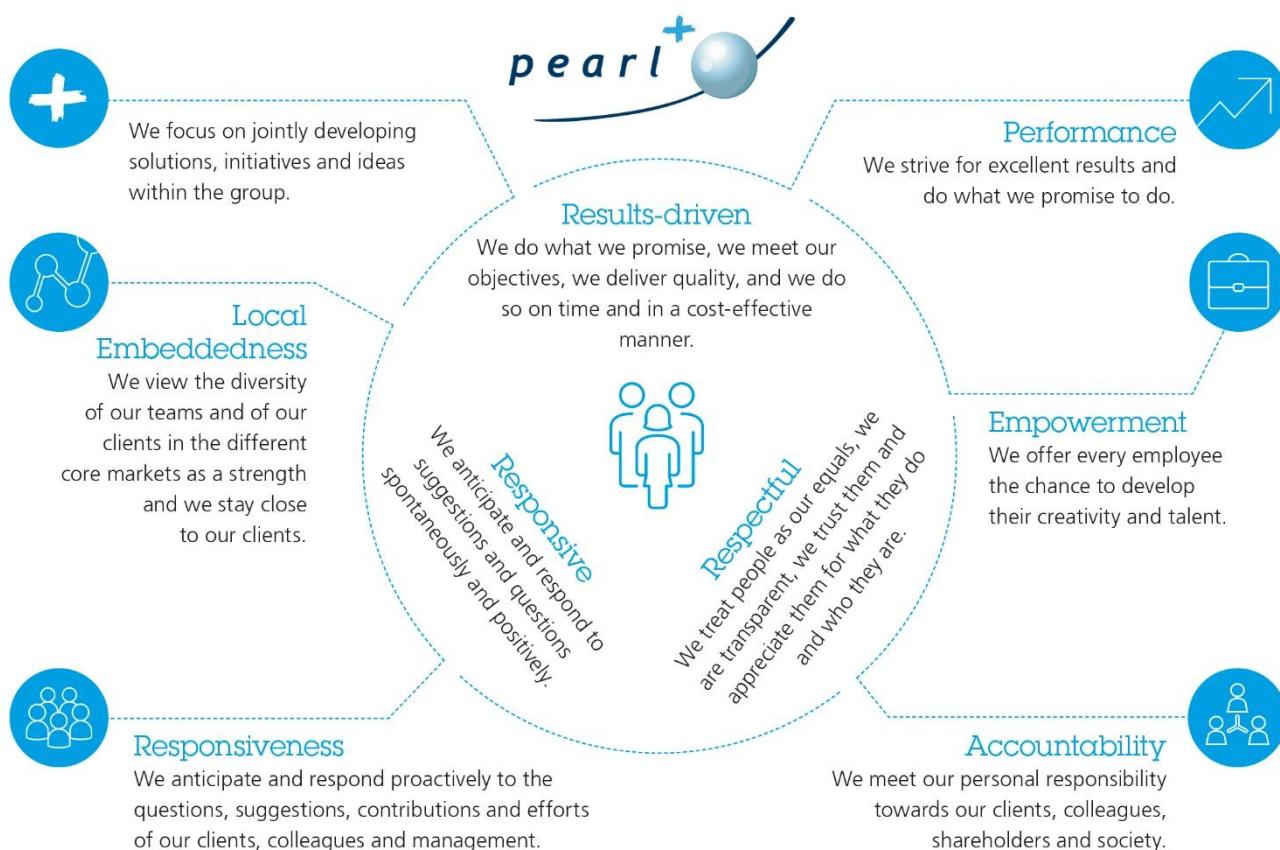 pearl+
We focus on jointly developing
solutions, initiatives and ideas
within the group.
Performance
We strive for excellent results and
do what we promise to do.
Results-driven
We do what we promise, we meet our
objectives, we deliver quality, and we do
so on time and in a cost-effective
manner.
Local
Embeddedness
We view the diversity
of our teams and of our
clients in the different
core markets as a strength
and we stay close
to our clients.
Responsive
We anticipate and respond to
suggestions and questions
spontaneously and positively.
Respectful
We treat people as our equals, we
are transparent, we trust them and
appreciate them for what they do
and who they are.
Empowerment
We offer every employee
the chance to develop
their creativity and talent.
Responsiveness
We anticipate and respond proactively to the
questions, suggestions, contributions and efforts
of our clients, colleagues and management.
Accountability
We meet our personal responsibility
towards our clients, colleagues,
shareholders and society.